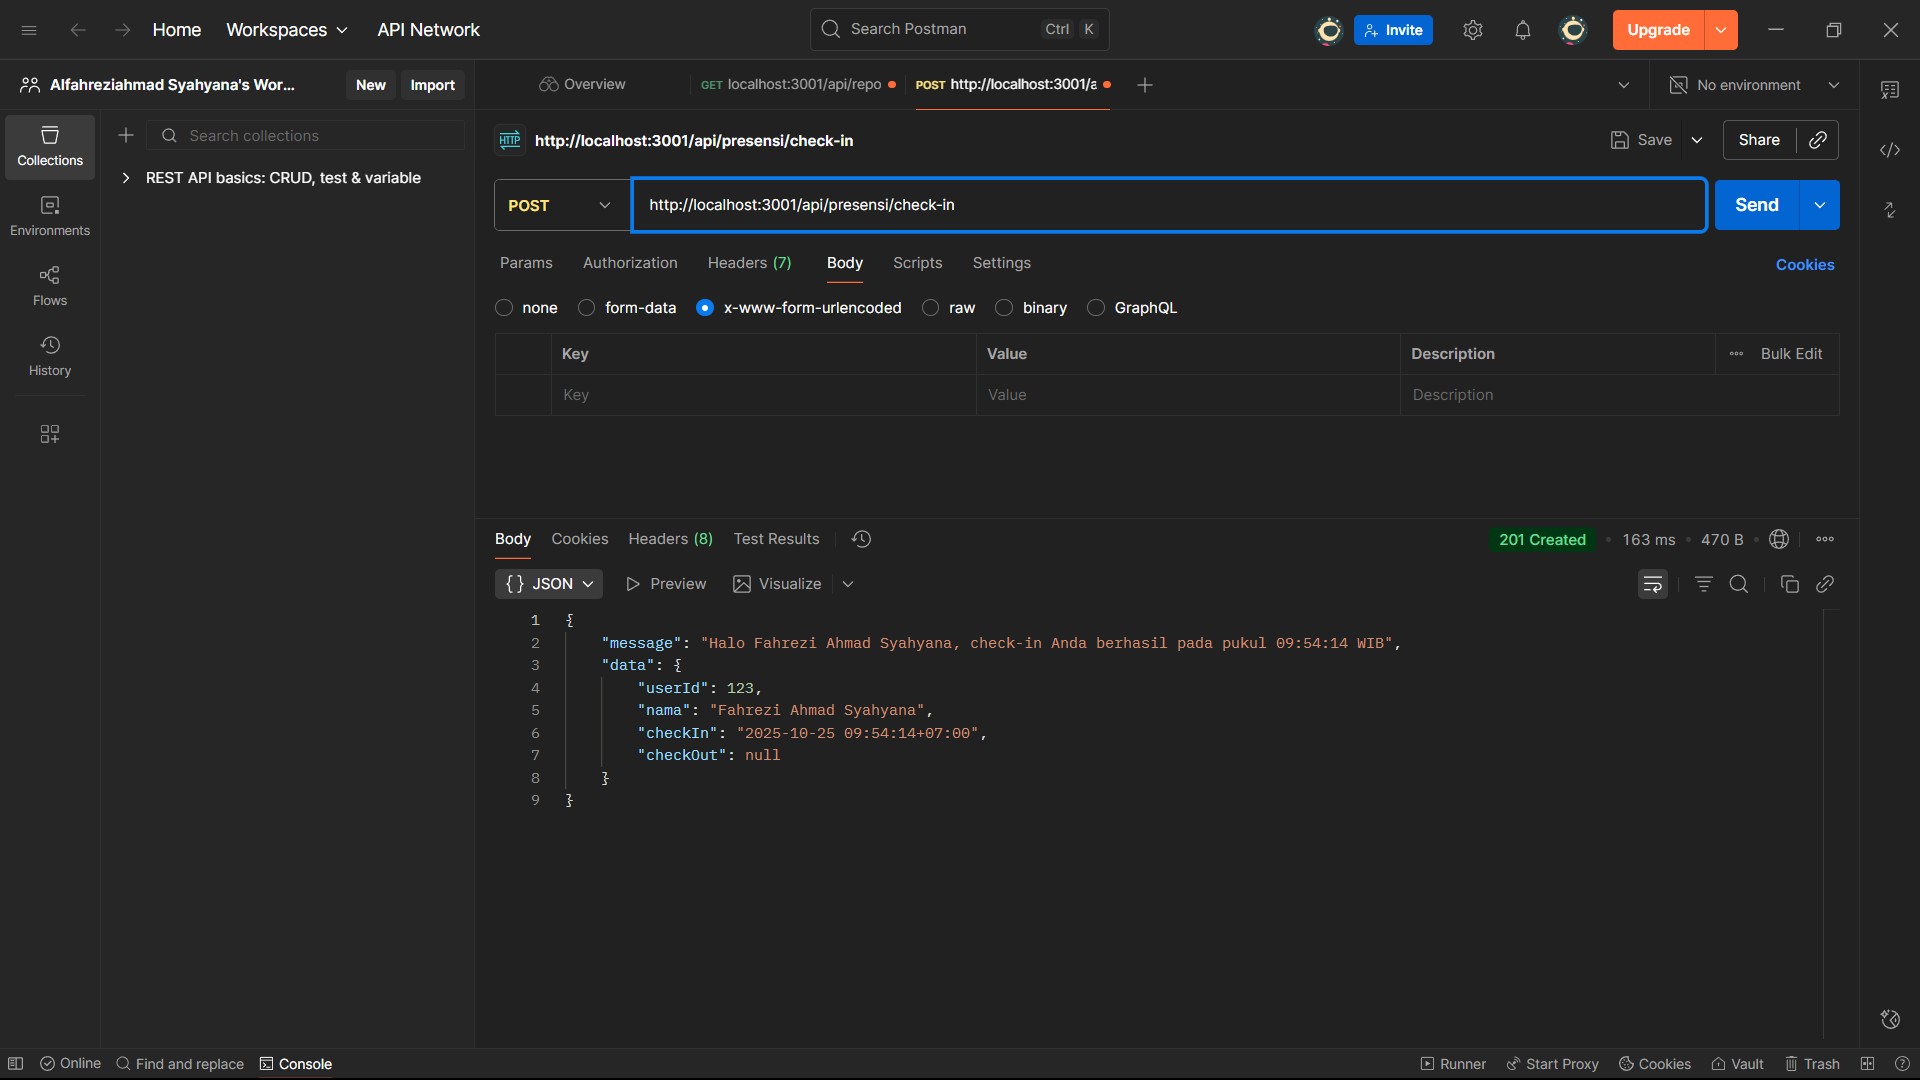 Home Workspaces API Network Search Postman Ctrl K Invite Upgrade
Alfahreziahmad Syahyana's Wor... New Import Overview GET localhost:3001/api/repo POST http://localhost:3001/a No environment
Collections
Environments
Flows
History
Search collections
REST API basics: CRUD, test & variable
HTTP http://localhost:3001/api/presensi/check-in Save Share
POST http://localhost:3001/api/presensi/check-in Send
Params Authorization Headers (7) Body Scripts Settings Cookies
none form-data x-www-form-urlencoded raw binary GraphQL
Key Value Description Bulk Edit
Key Value Description
Body Cookies Headers (8) Test Results 201 Created 163 ms 470 B
{} JSON Preview Visualize
1 {
2 "message": "Halo Fahrezi Ahmad Syahyana, check-in Anda berhasil pada pukul 09:54:14 WIB",
3 "data": {
4 "userId": 123,
5 "nama": "Fahrezi Ahmad Syahyana",
6 "checkIn": "2025-10-25 09:54:14+07:00",
7 "checkOut": null
8 }
9 }
Online Find and replace Console Runner Start Proxy Cookies Vault Trash